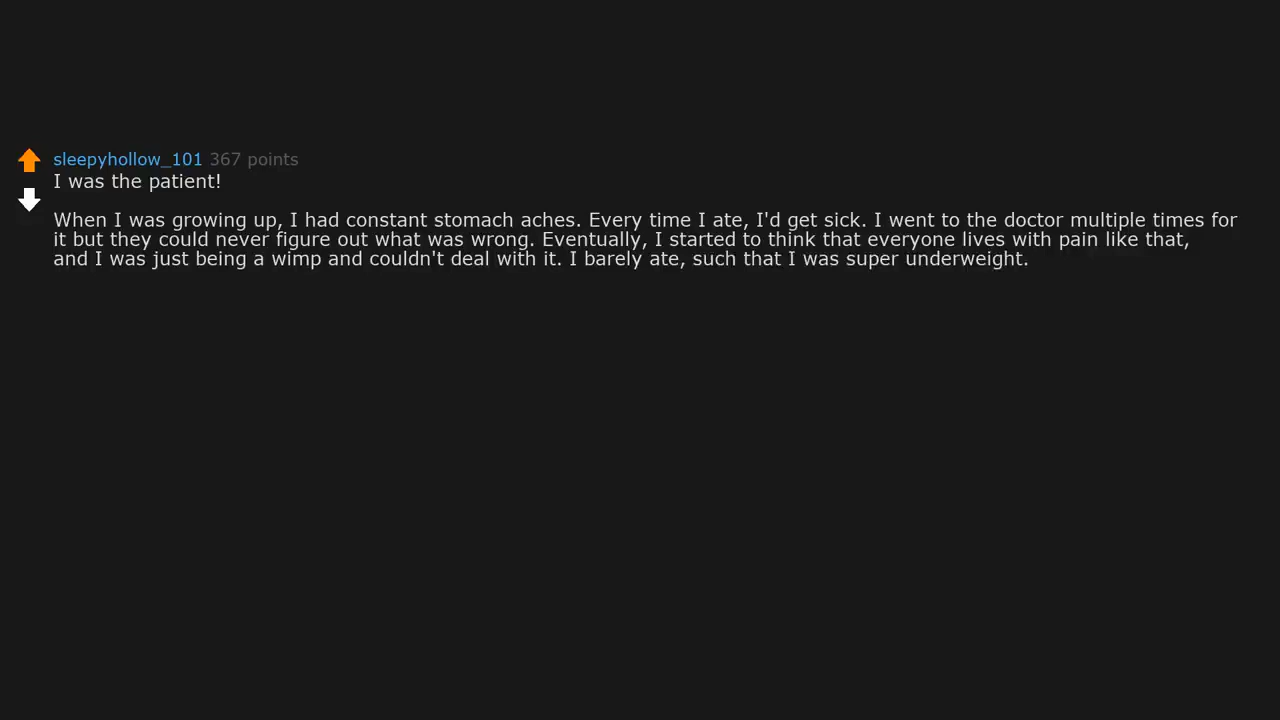 sleepyhollow_101 367 points
I was the patient!
When I was growing up, I had constant stomach aches. Every time I ate, I'd get sick. I went to the doctor multiple times for
it but they could never figure out what was wrong. Eventually, I started to think that everyone lives with pain like that,
and I was just being a wimp and couldn't deal with it. I barely ate, such that I was super underweight.